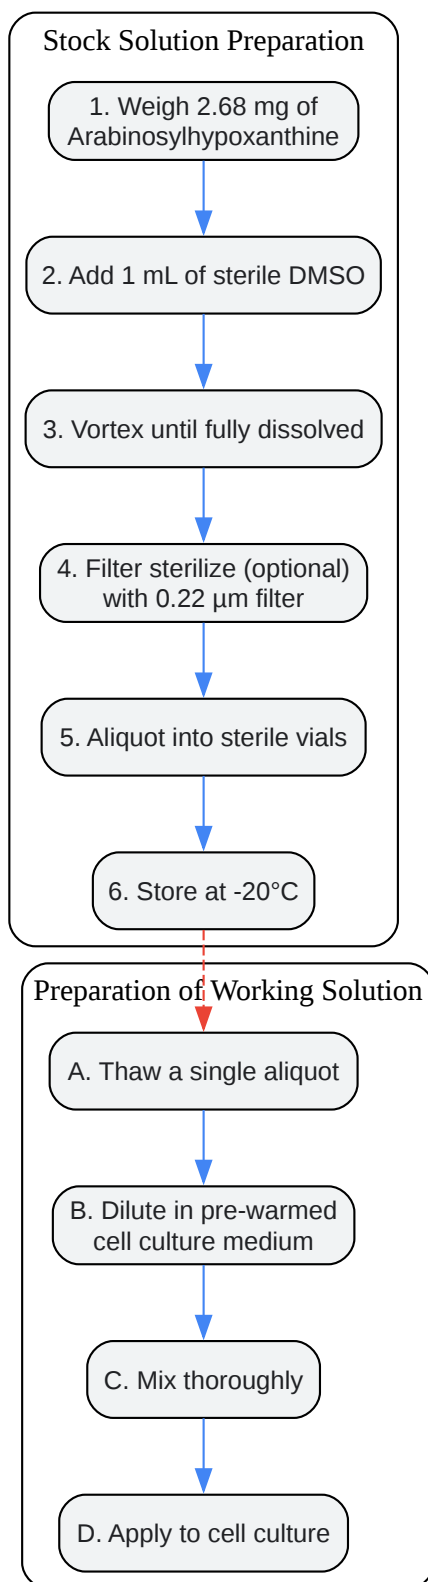 Stock Solution Preparation
1. Weigh 2.68 mg of
Arabinosylhypoxanthine
2. Add 1 mL of sterile DMSO
3. Vortex until fully dissolved
4. Filter sterilize (optional)
with 0.22 µm filter
5. Aliquot into sterile vials
6. Store at -20°C
Preparation of Working Solution
A. Thaw a single aliquot
B. Dilute in pre-warmed
cell culture medium
C. Mix thoroughly
D. Apply to cell culture